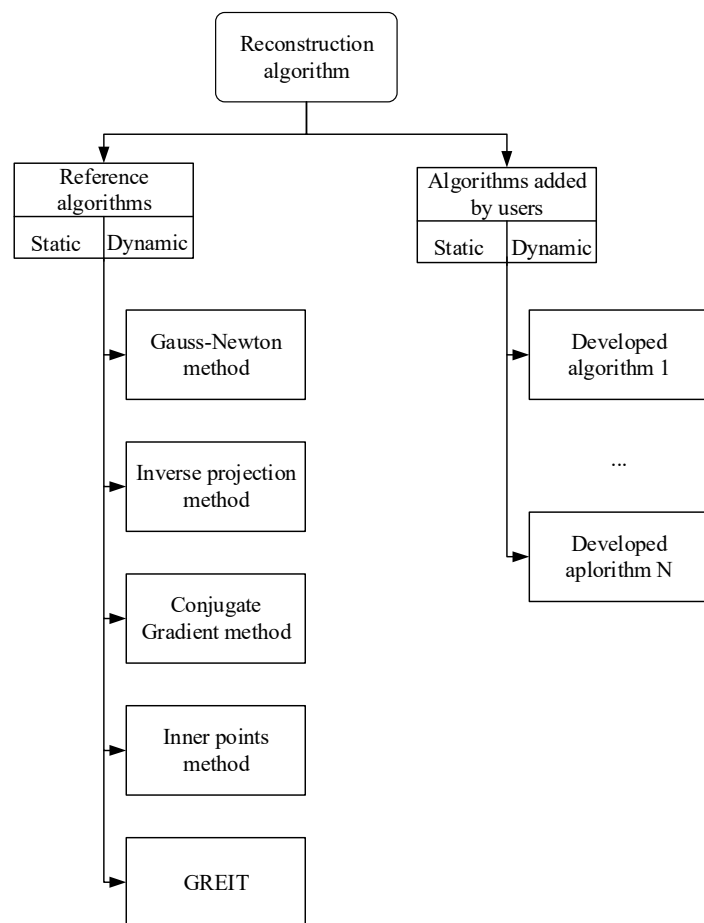 Reconstruction
algorithm
Reference
algorithms
Static
Dynamic
Gauss-Newton
method
Inverse projection
method
Conjugate
Gradient method
Inner points
method
GREIT
Algorithms added
by users
Static
Dynamic
Developed
algorithm 1
...
Developed
aplorithm N